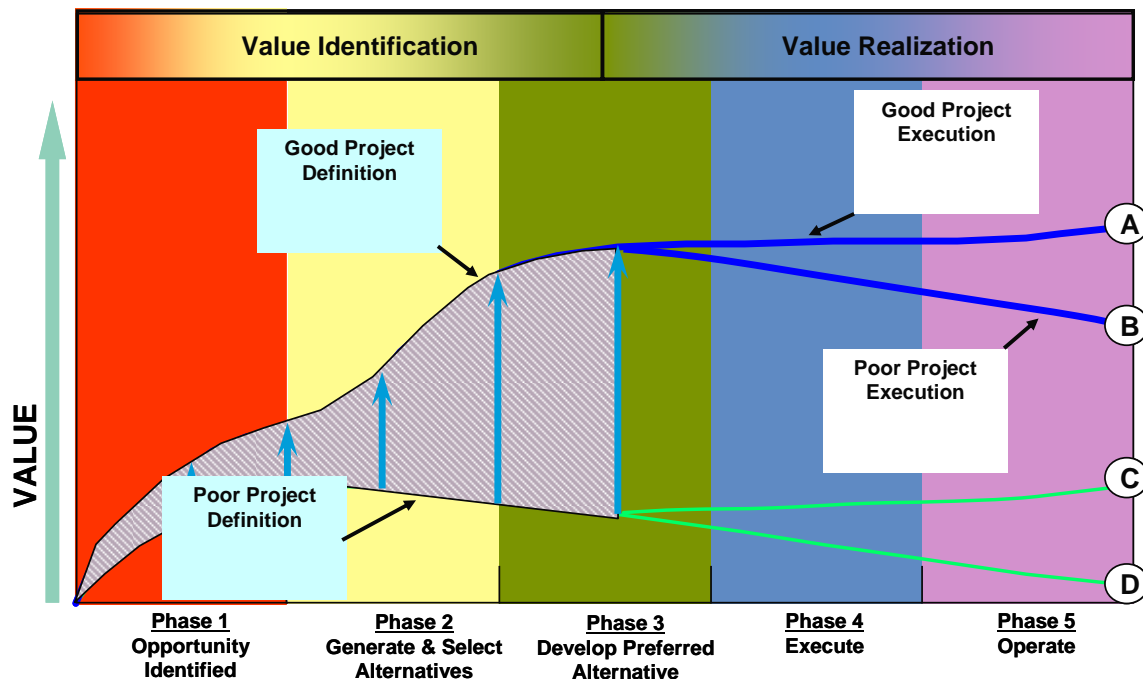 Value Identification
Value Realization
Good Project
Execution
Good Project
Definition
A
B
Poor Project
Execution
VALUE
Poor Project
Definition
C
D
Phase 1
Opportunity
Identified
Phase 2
Generate & Select
Alternatives
Phase 3
Develop Preferred
Alternative
Phase 4
Execute
Phase 5
Operate